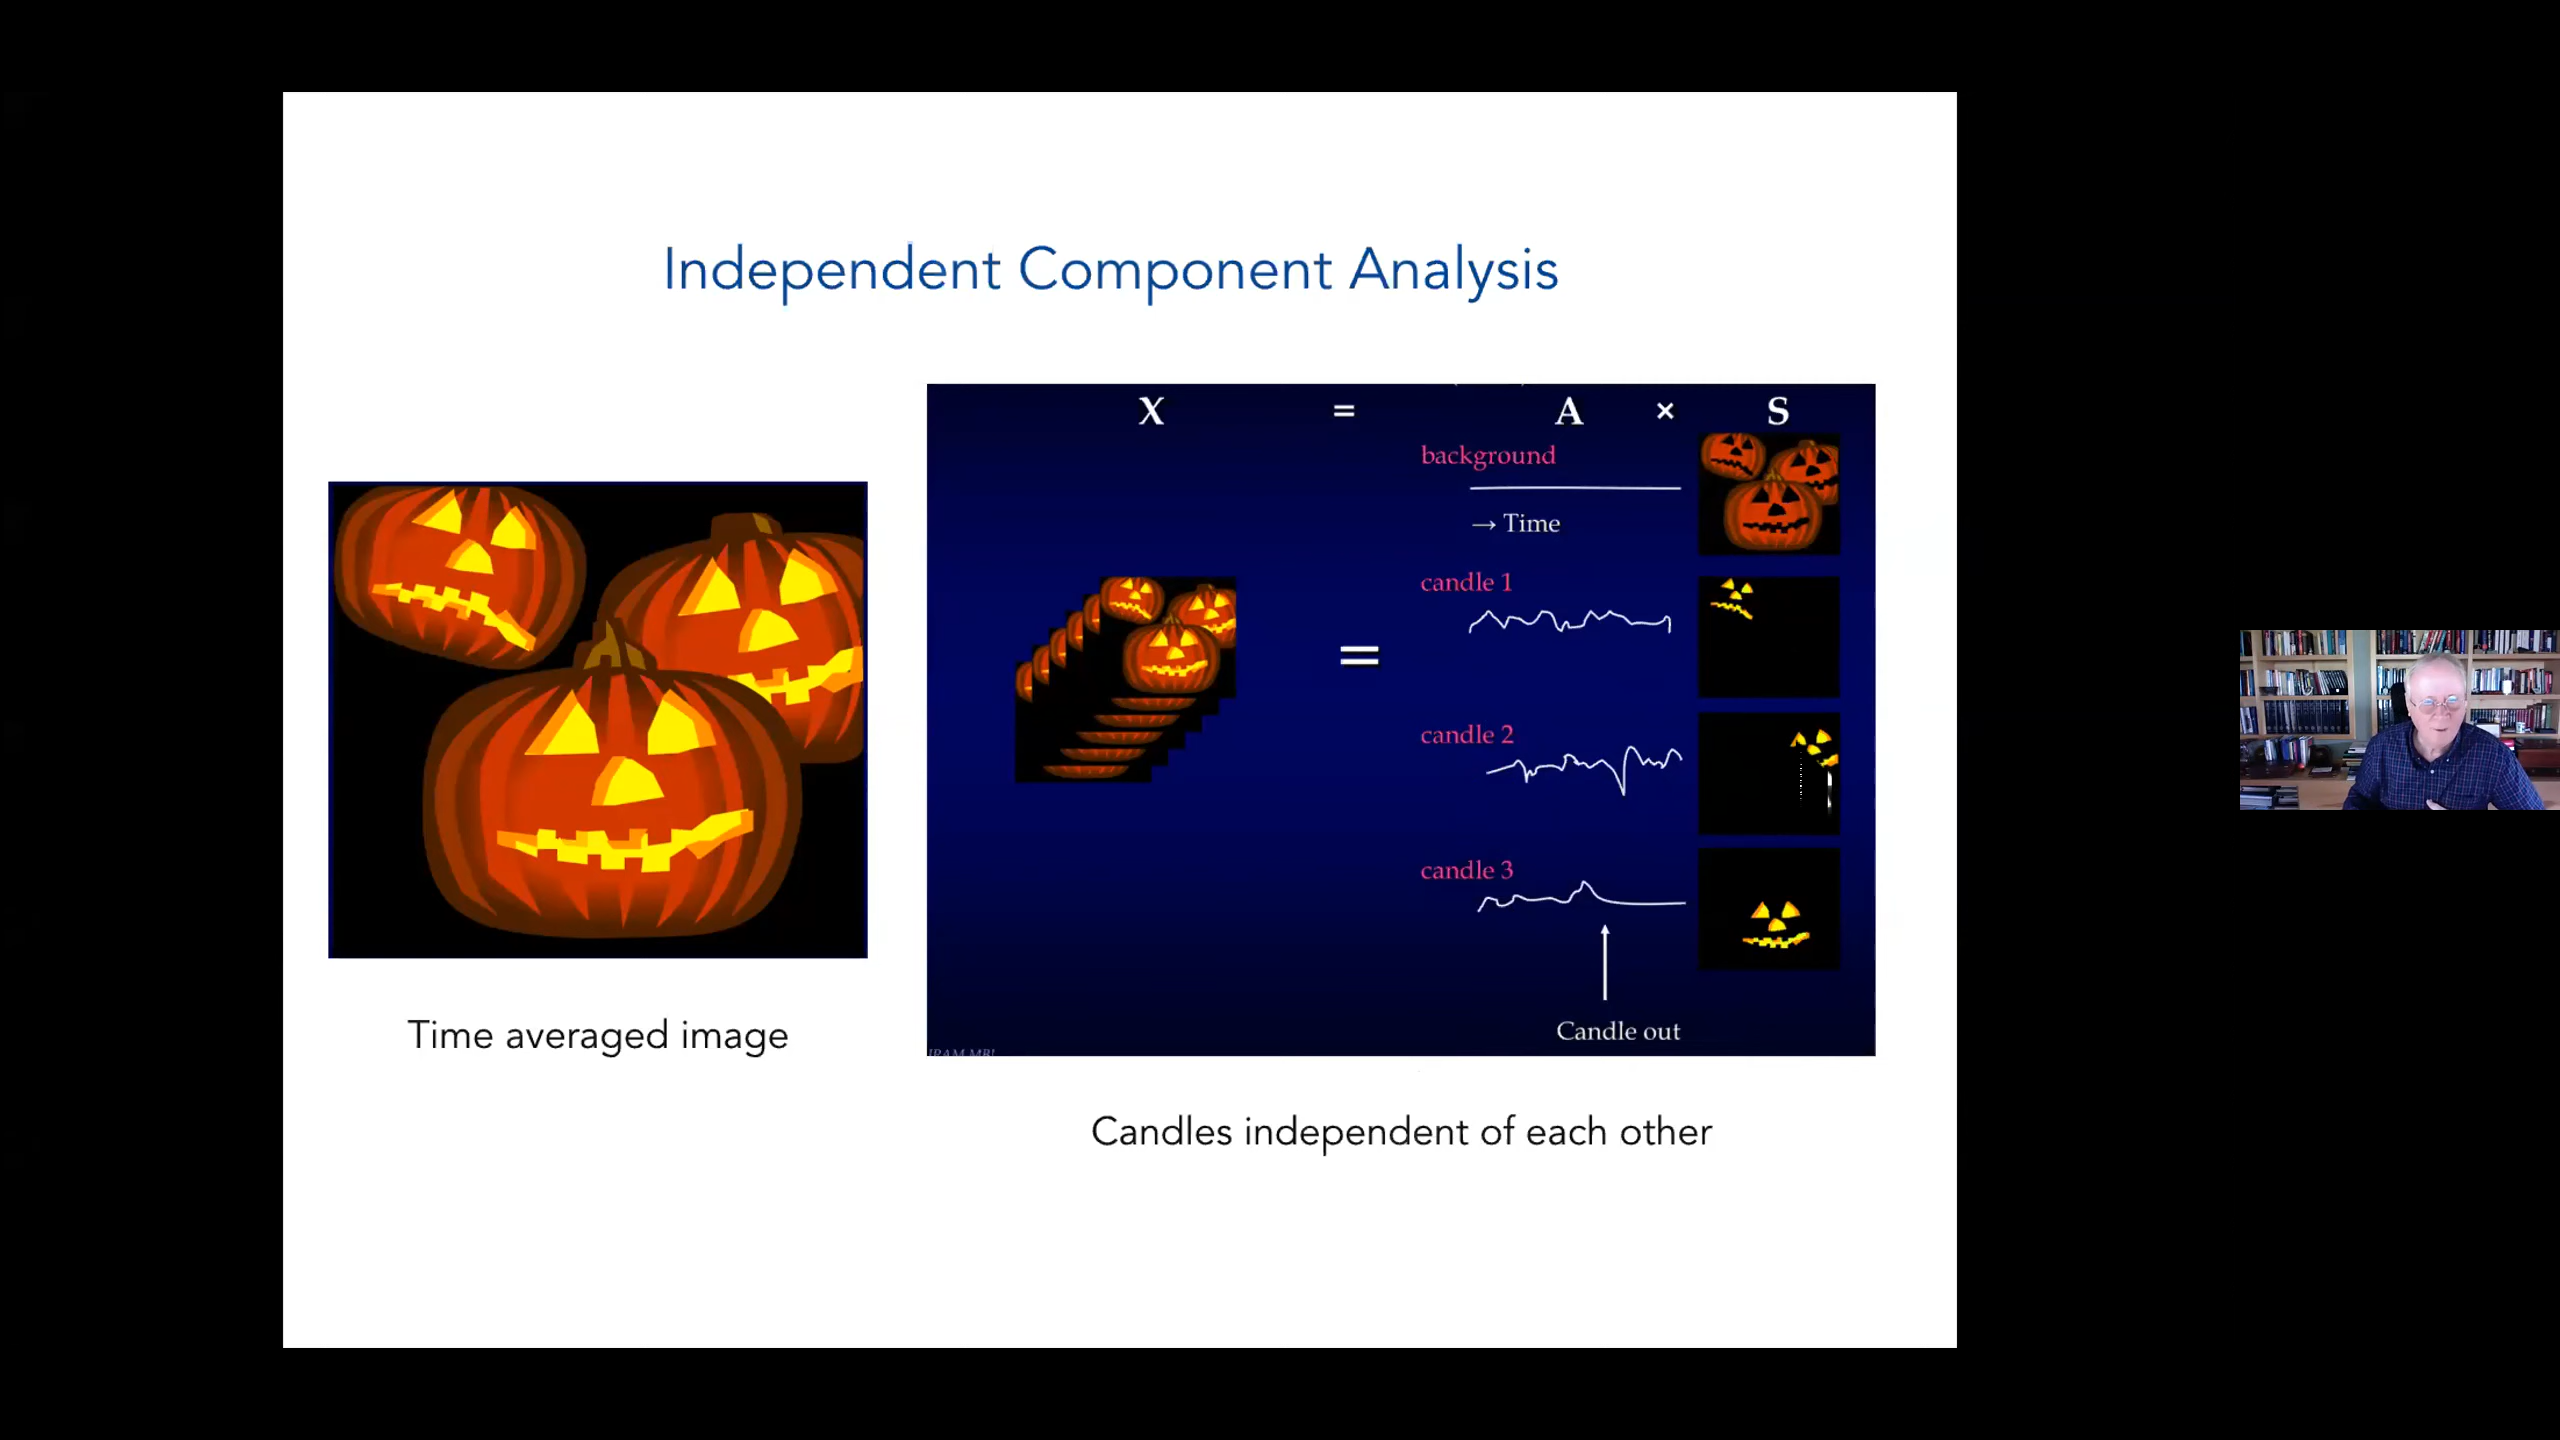 Independent Component Analysis
X = A × S
background
→ Time
candle 1
=
candle 2
candle 3
Candle out
Time averaged image
Candles independent of each other